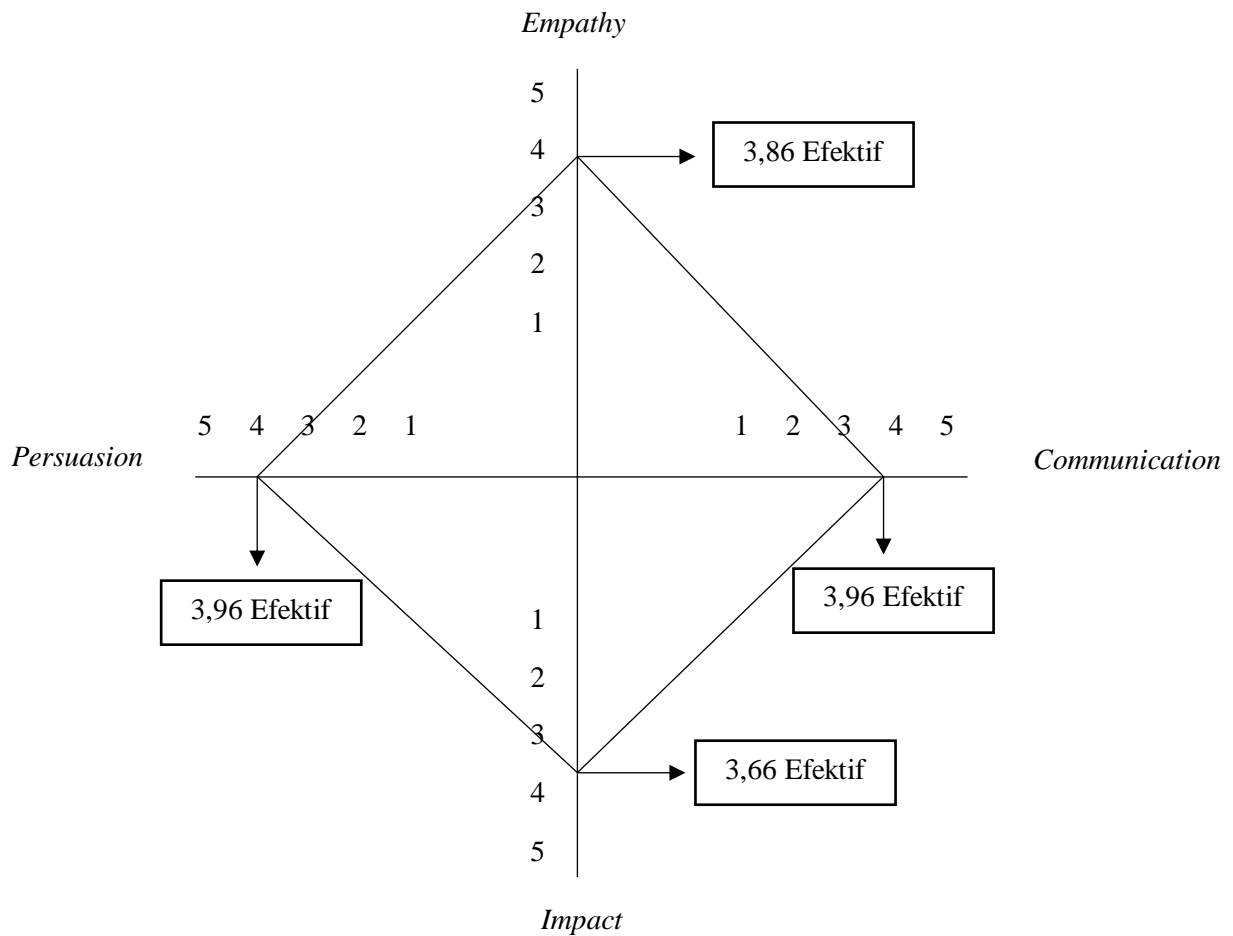 Empathy
5
3,86 Efektif
4
3
2
1
5 4 3 2 1
1 2 3 4 5
Persuasion
Communication
3,96 Efektif
3,96 Efektif
1
2
3
3,66 Efektif
4
5
Impact